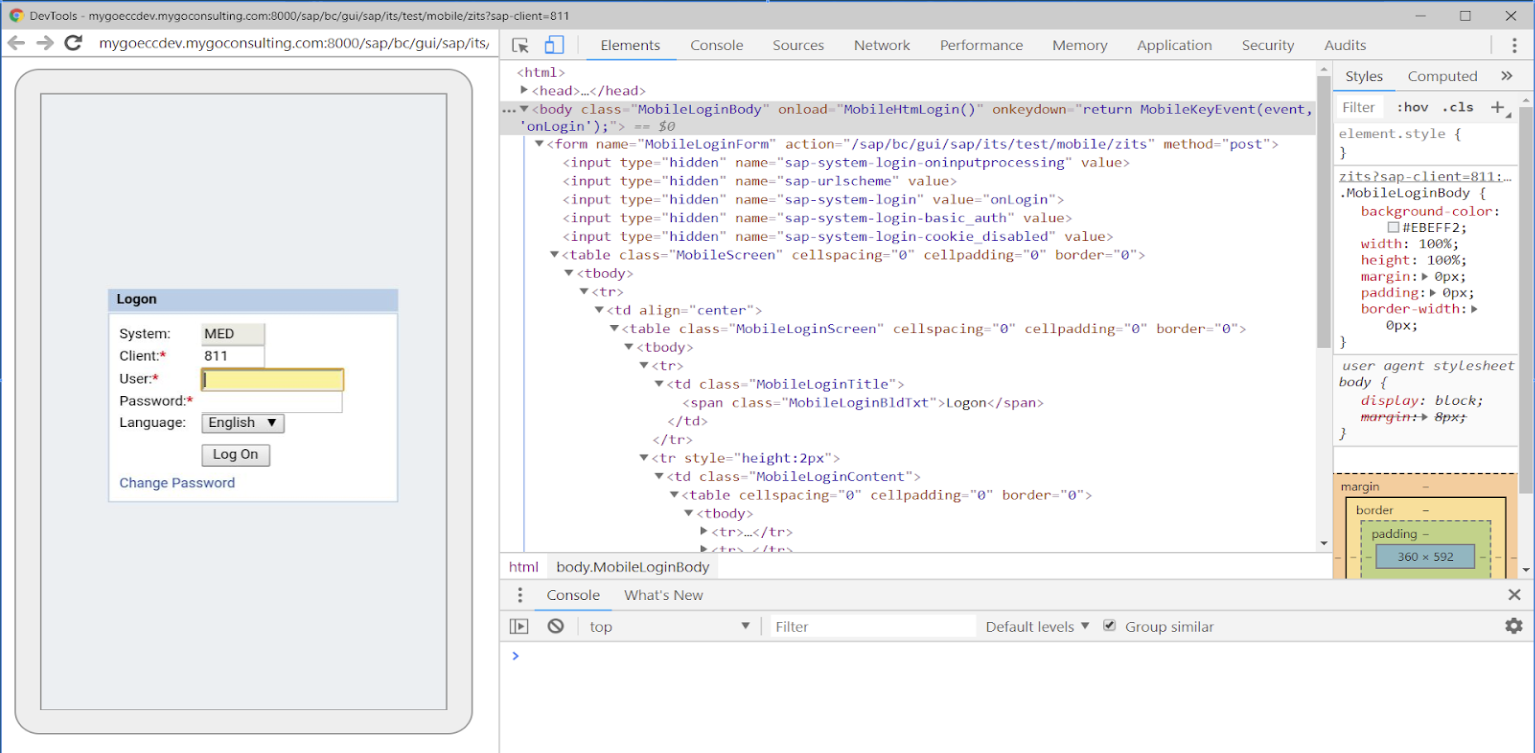 DevTools - mygoeccdev.mygoconsulting.com:8000/sap/bc/gui/sap/its/test/mobile/zits?sap-client=811
mygoeccdev.mygoconsulting.com:8000/sap/bc/gui/sap/its/
Elements Console Sources Network Performance Memory Application Security Audits
Logon
System: MED
Client:* 811
User:*
Password:*
Language: English ▼
Log On
Change Password
<html>
▶<head>…</head>
…▼<body class="MobileLoginBody" onload="MobileHtmLogin()" onkeydown="return MobileKeyEvent(event,
'onLogin');"> == $0
▼<form name="MobileLoginForm" action="/sap/bc/gui/sap/its/test/mobile/zits" method="post">
<input type="hidden" name="sap-system-login-oninputprocessing" value>
<input type="hidden" name="sap-urlscheme" value>
<input type="hidden" name="sap-system-login" value="onLogin">
<input type="hidden" name="sap-system-login-basic_auth" value>
<input type="hidden" name="sap-system-login-cookie_disabled" value>
▼<table class="MobileScreen" cellspacing="0" cellpadding="0" border="0">
▼<tbody>
▼<tr>
▼<td align="center">
▼<table class="MobileLoginScreen" cellspacing="0" cellpadding="0" border="0">
▼<tbody>
▼<tr>
▼<td class="MobileLoginTitle">
<span class="MobileLoginBldTxt">Logon</span>
</td>
</tr>
▼<tr style="height:2px">
▼<td class="MobileLoginContent">
▼<table cellspacing="0" cellpadding="0" border="0">
▼<tbody>
▶<tr>…</tr>
▶<tr> </tr>
html body.MobileLoginBody
Styles Computed »
Filter :hov .cls +
element.style {
}
zits?sap-client=811:…
.MobileLoginBody {
background-color:
#EBEFF2;
width: 100%;
height: 100%;
margin:▶ 0px;
padding:▶ 0px;
border-width:▶
0px;
}
user agent stylesheet
body {
display: block;
margin:▶ 8px;
}
margin –
border –
padding –
– – – 360 × 592 – – –
Console What's New
top ▼ Filter Default levels ▼ Group similar
>